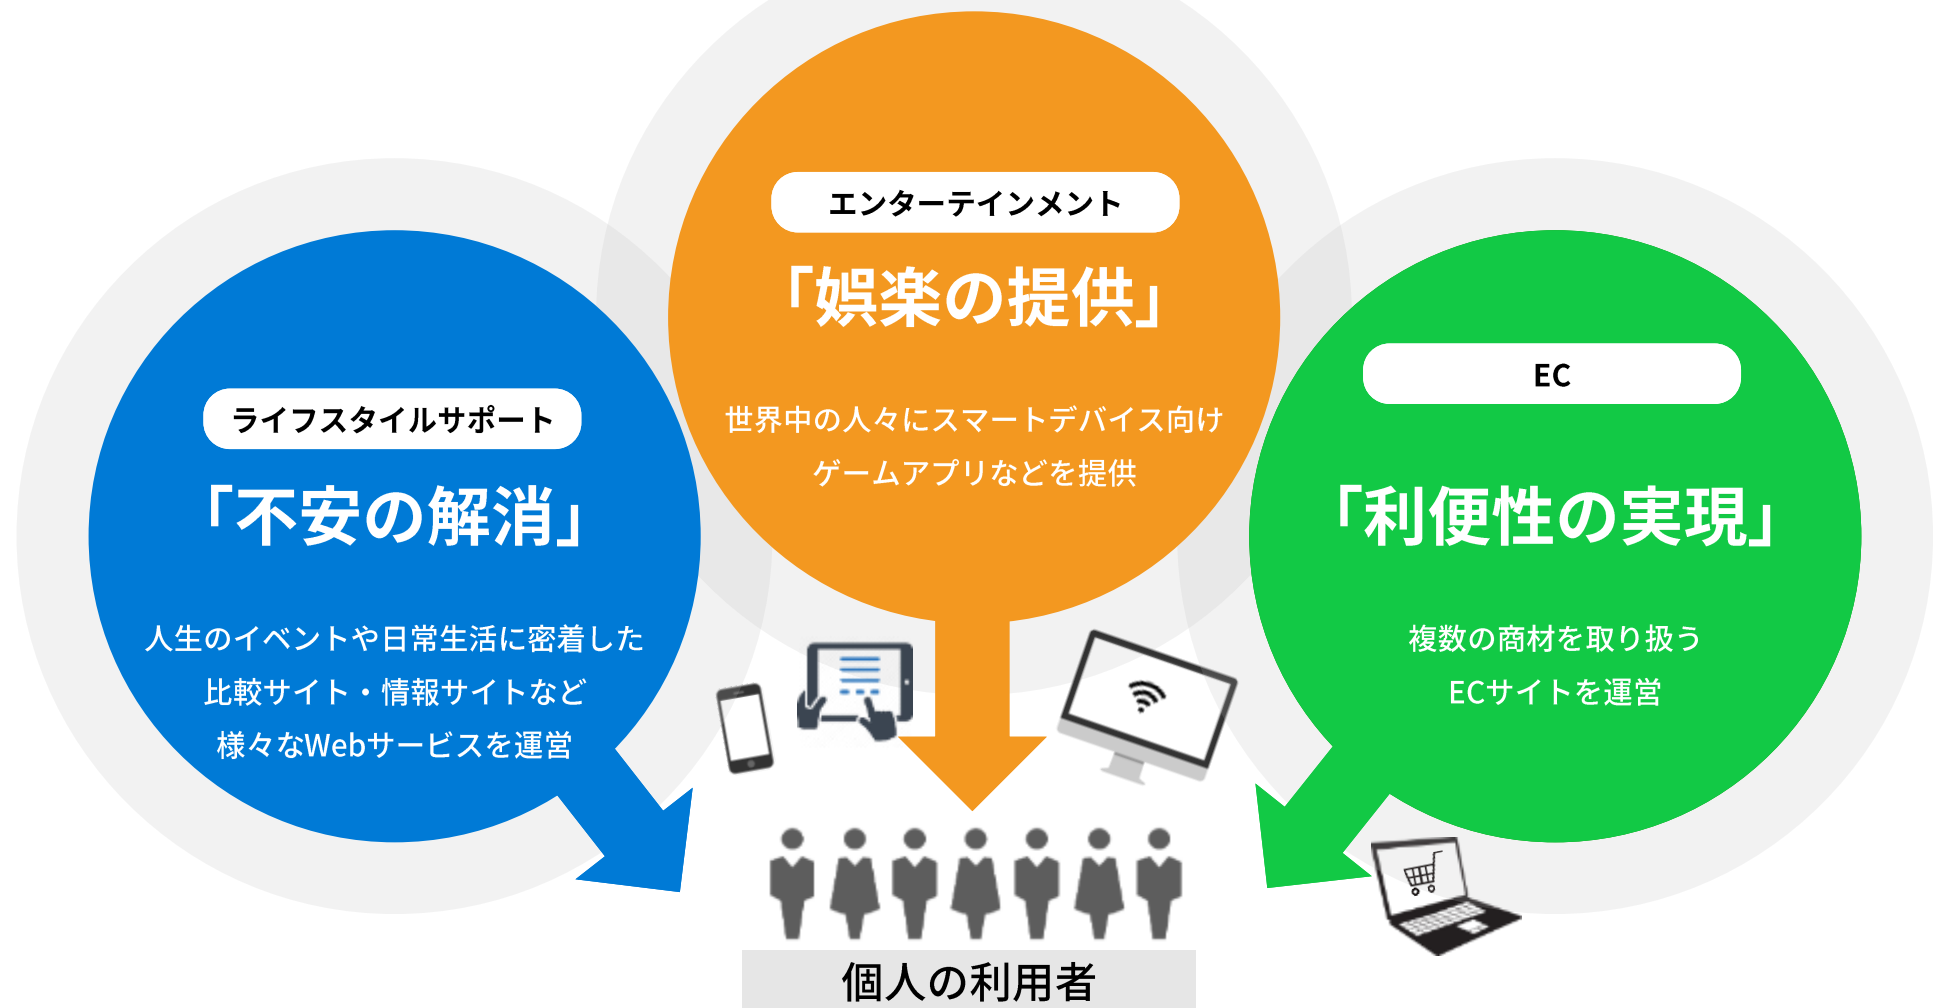 エンターテインメント
「娯楽の提供」
世界中の人々にスマートデバイス向け
ゲームアプリなどを提供
ライフスタイルサポート
「不安の解消」
人生のイベントや日常生活に密着した
比較サイト・情報サイトなど
様々なWebサービスを運営
EC
「利便性の実現」
複数の商材を取り扱う
ECサイトを運営
個人の利用者